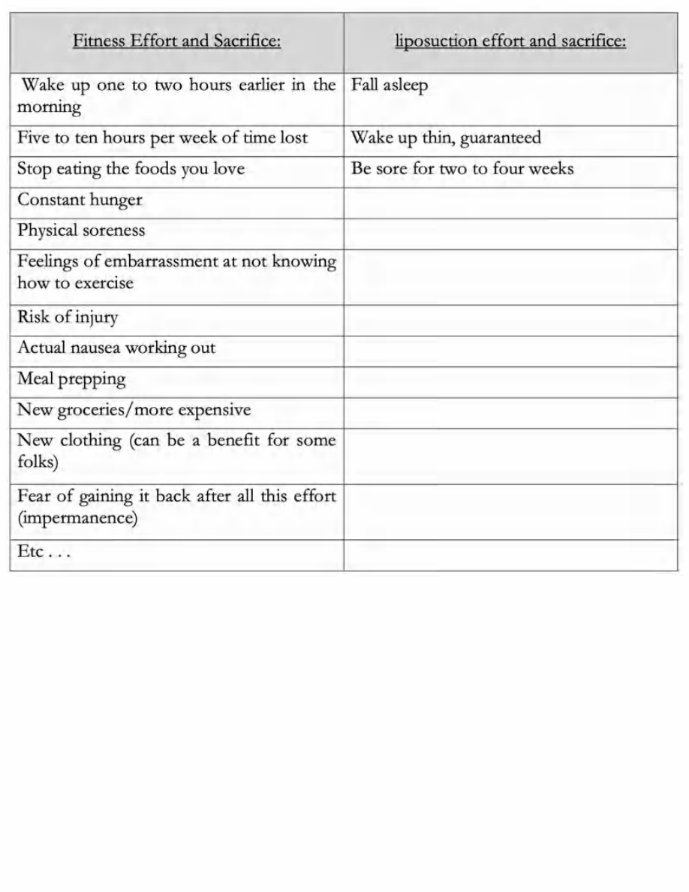 Fitness Effort and Sacrifice:
liposuction effort and sacrifice:
Wake up one to two hours earlier in the
morning
Fall asleep
Five to ten hours per week of time lost
Wake up thin, guaranteed
Stop eating the foods you love
Be sore for two to four weeks
Constant hunger
Physical soreness
Feelings of embarrassment at not knowing
how to exercise
Risk of injury
Actual nausea working out
Meal prepping
New groceries/more expensive
New clothing (can be a benefit for some
folks)
Fear of gaining it back after all this effort
(impermanence)
Etc . . .